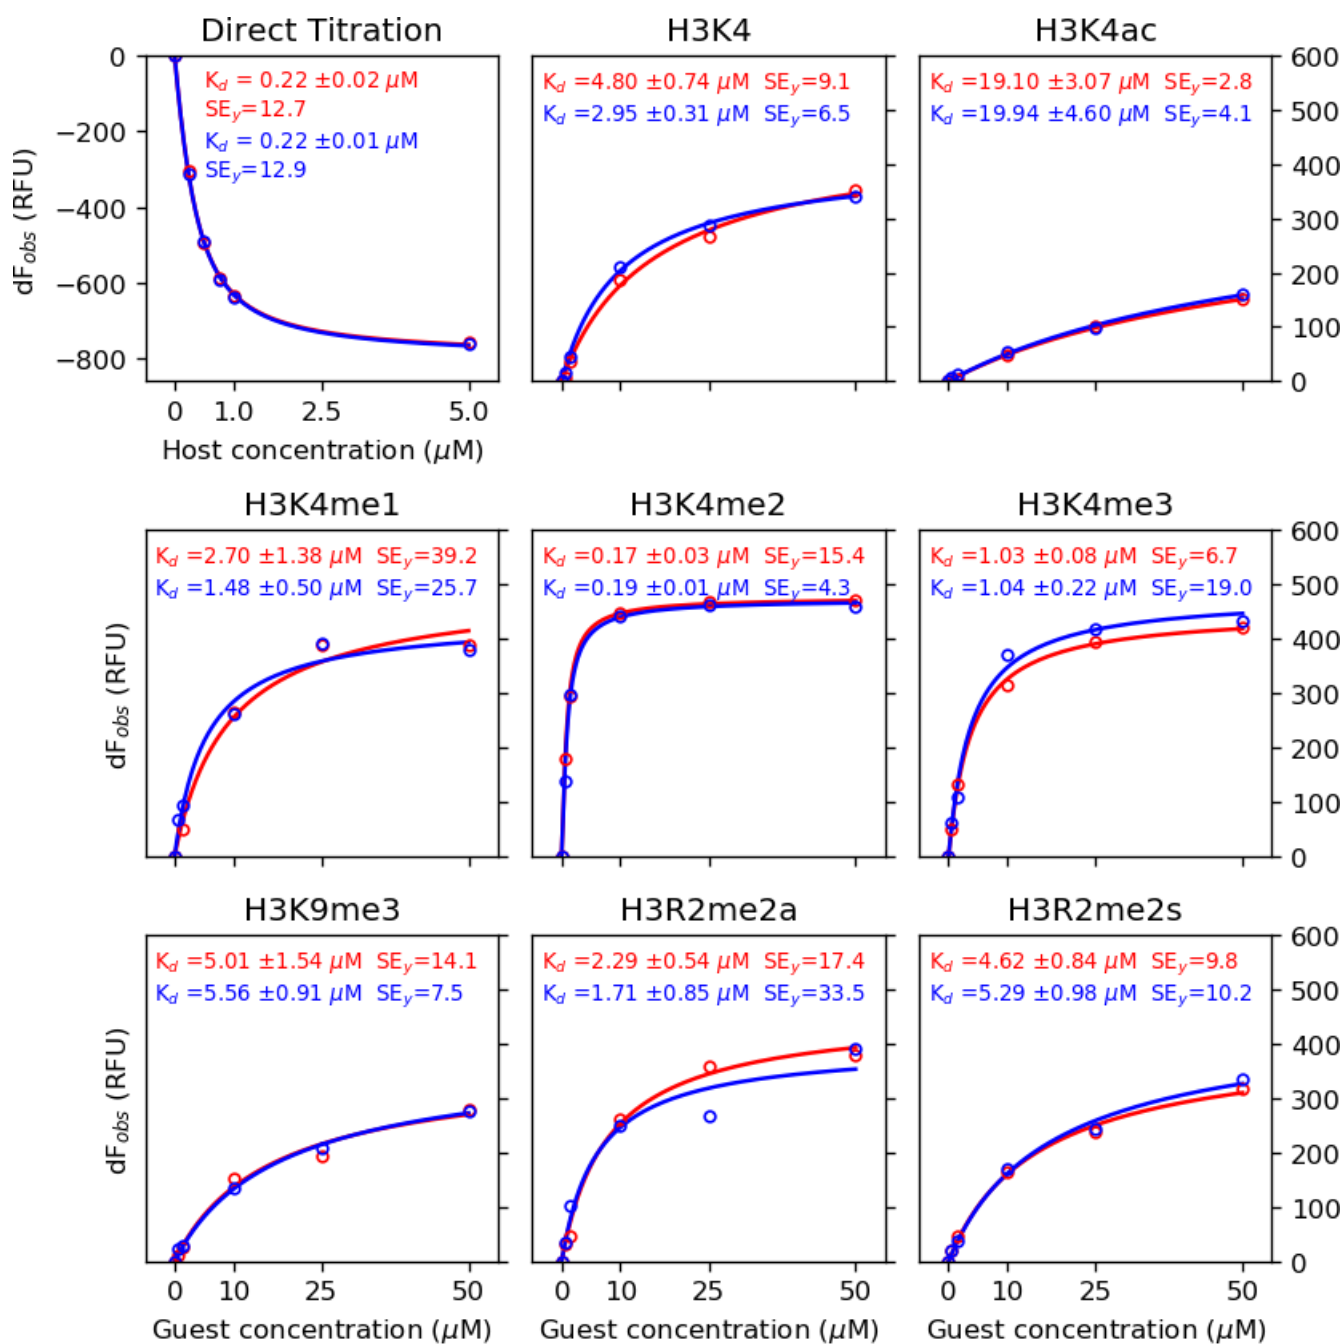 Direct Titration
H3K4
H3K4ac
K_d = 0.22 ±0.02 μM
SE_y=12.7
K_d = 0.22 ±0.01 μM
SE_y=12.9
K_d =4.80 ±0.74 μM SE_y=9.1
K_d =2.95 ±0.31 μM SE_y=6.5
K_d =19.10 ±3.07 μM SE_y=2.8
K_d =19.94 ±4.60 μM SE_y=4.1
dF_obs (RFU)
0
−200
−400
−600
−800
600
500
400
300
200
100
0
0 1.0 2.5 5.0
Host concentration (μM)
H3K4me1
H3K4me2
H3K4me3
K_d =2.70 ±1.38 μM SE_y=39.2
K_d =1.48 ±0.50 μM SE_y=25.7
K_d =0.17 ±0.03 μM SE_y=15.4
K_d =0.19 ±0.01 μM SE_y=4.3
K_d =1.03 ±0.08 μM SE_y=6.7
K_d =1.04 ±0.22 μM SE_y=19.0
dF_obs (RFU)
600
500
400
300
200
100
0
H3K9me3
H3R2me2a
H3R2me2s
K_d =5.01 ±1.54 μM SE_y=14.1
K_d =5.56 ±0.91 μM SE_y=7.5
K_d =2.29 ±0.54 μM SE_y=17.4
K_d =1.71 ±0.85 μM SE_y=33.5
K_d =4.62 ±0.84 μM SE_y=9.8
K_d =5.29 ±0.98 μM SE_y=10.2
dF_obs (RFU)
600
500
400
300
200
100
0
0 10 25 50
0 10 25 50
0 10 25 50
Guest concentration (μM)
Guest concentration (μM)
Guest concentration (μM)